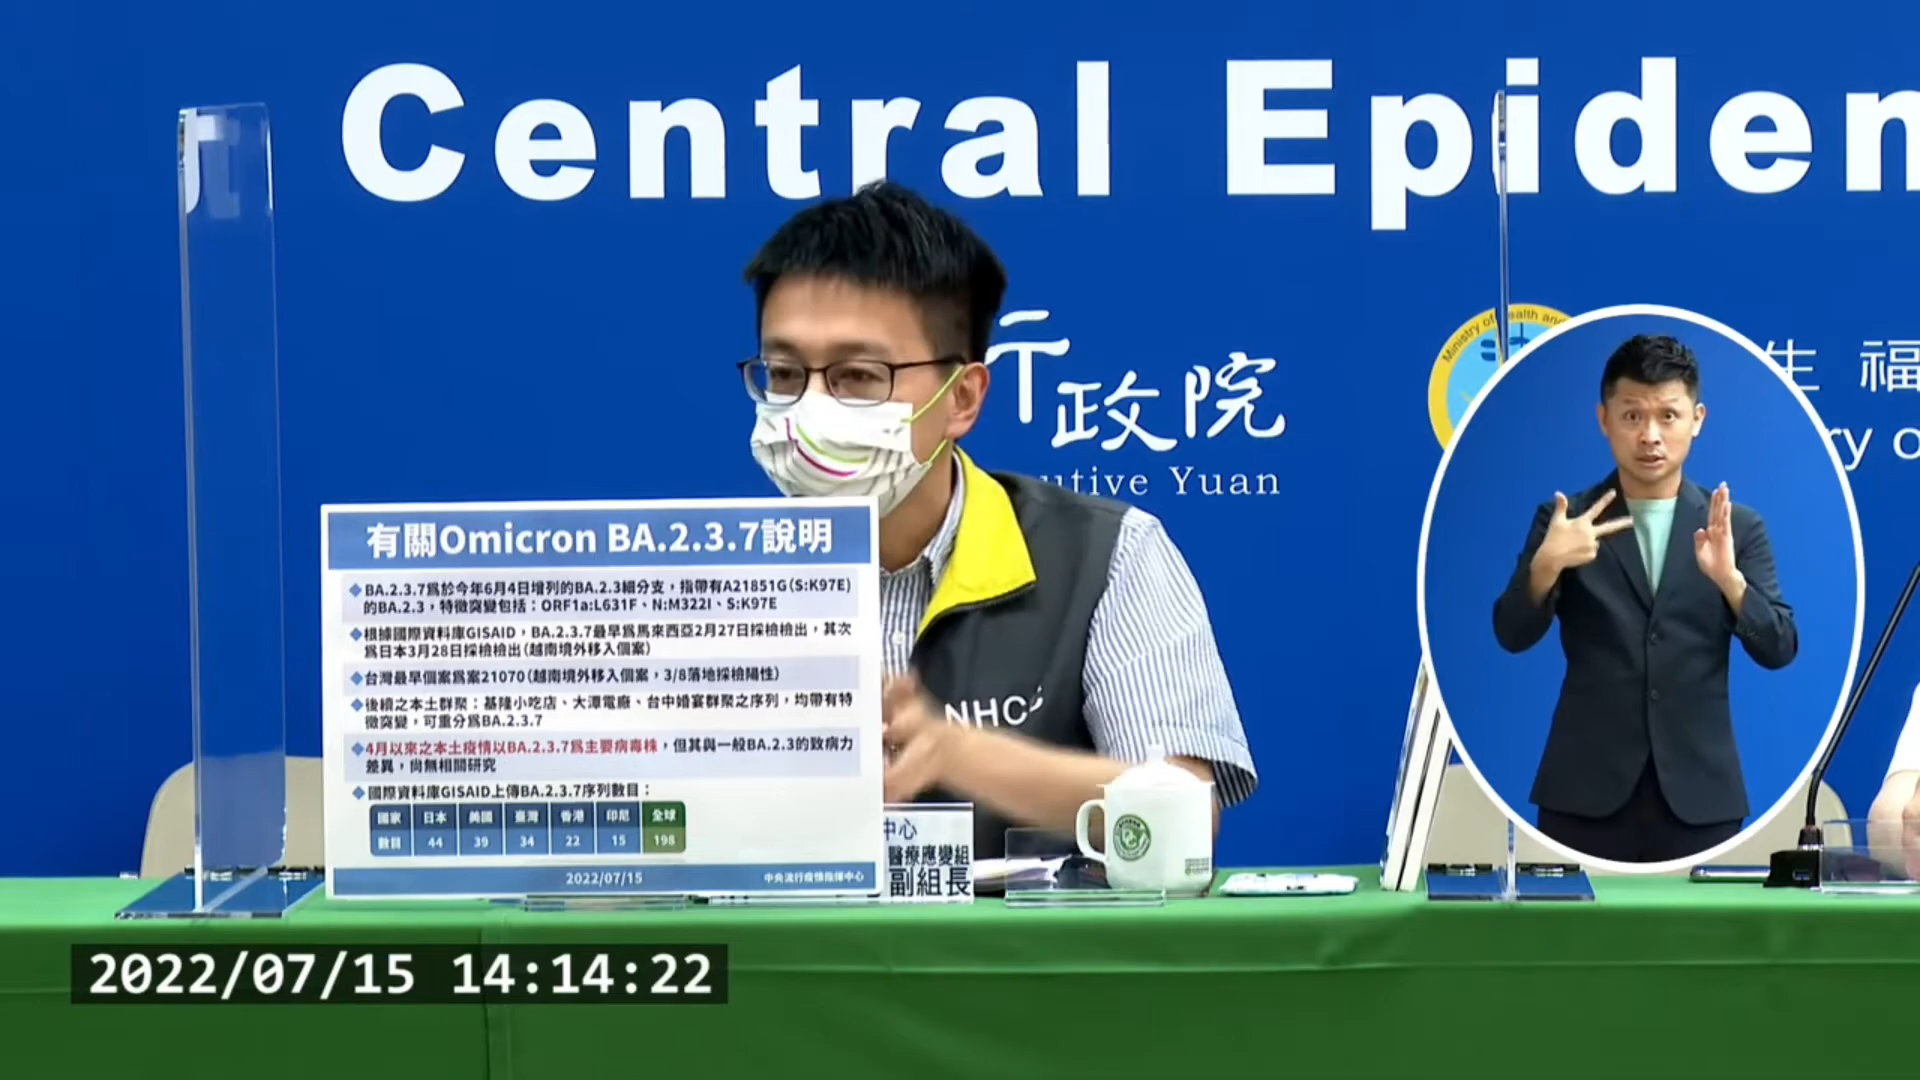 Central Epidem
行政院
utive Yuan
Ministry of Health and
生福
ry o
有關Omicron BA.2.3.7說明
BA.2.3.7為於今年6月4日增列的BA.2.3細分支，指帶有A21851G(S:K97E)
的BA.2.3，特徵突變包括：ORF1a:L631F、N:M322I、S:K97E
根據國際資料庫GISAID，BA.2.3.7最早為馬來西亞2月27日採檢檢出，其次
為日本3月28日採檢檢出(越南境外移入個案)
台灣最早個案為案21070(越南境外移入個案，3/8落地採檢陽性)
後續之本土群聚：基隆小吃店、大潭電廠、台中婚宴群聚之序列，均帶有特
徵突變，可重分為BA.2.3.7
4月以來之本土疫情以BA.2.3.7為主要病毒株，但其與一般BA.2.3的致病力
差異，尚無相關研究
國際資料庫GISAID上傳BA.2.3.7序列數目：
國家 日本 美國 臺灣 香港 印尼 全球
數目 44 39 34 22 15 198
2022/07/15 中央流行疫情指揮中心
NHC
中心
醫療應變組
副組長
2022/07/15 14:14:22